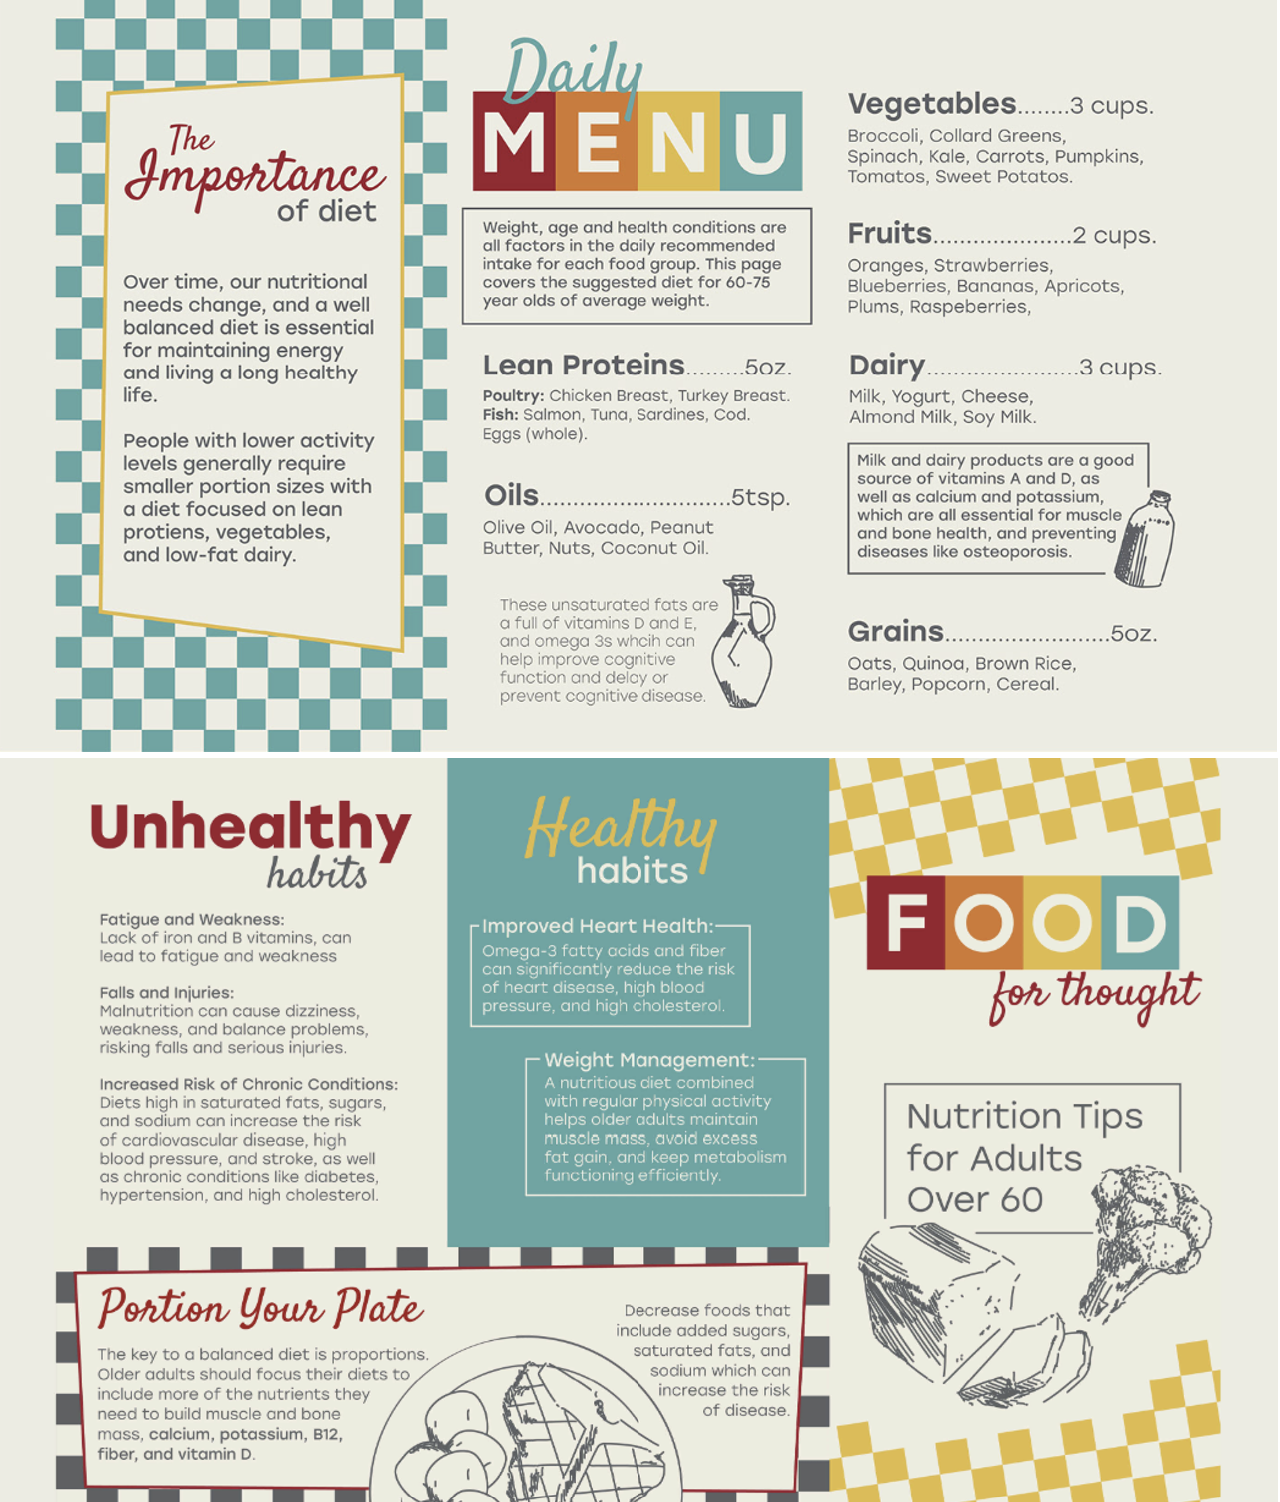 The
Importance
of diet
Over time, our nutritional
needs change, and a well
balanced diet is essential
for maintaining energy
and living a long healthy
life.
People with lower activity
levels generally require
smaller portion sizes with
a diet focused on lean
protiens, vegetables,
and low-fat dairy.
Daily
MENU
Weight, age and health conditions are
all factors in the daily recommended
intake for each food group. This page
covers the suggested diet for 60-75
year olds of average weight.
Lean Proteins.........5oz.
Poultry: Chicken Breast, Turkey Breast.
Fish: Salmon, Tuna, Sardines, Cod.
Eggs (whole).
Oils............................5tsp.
Olive Oil, Avocado, Peanut
Butter, Nuts, Coconut Oil.
These unsaturated fats are
a full of vitamins D and E,
and omega 3s whcih can
help improve cognitive
function and delay or
prevent cognitive disease.
Vegetables........3 cups.
Broccoli, Collard Greens,
Spinach, Kale, Carrots, Pumpkins,
Tomatos, Sweet Potatos.
Fruits.....................2 cups.
Oranges, Strawberries,
Blueberries, Bananas, Apricots,
Plums, Raspeberries,
Dairy.......................3 cups.
Milk, Yogurt, Cheese,
Almond Milk, Soy Milk.
Milk and dairy products are a good
source of vitamins A and D, as
well as calcium and potassium,
which are all essential for muscle
and bone health, and preventing
diseases like osteoporosis.
Grains.........................5oz.
Oats, Quinoa, Brown Rice,
Barley, Popcorn, Cereal.
Unhealthy
habits
Fatigue and Weakness:
Lack of iron and B vitamins, can
lead to fatigue and weakness
Falls and Injuries:
Malnutrition can cause dizziness,
weakness, and balance problems,
risking falls and serious injuries.
Increased Risk of Chronic Conditions:
Diets high in saturated fats, sugars,
and sodium can increase the risk
of cardiovascular disease, high
blood pressure, and stroke, as well
as chronic conditions like diabetes,
hypertension, and high cholesterol.
Healthy
habits
Improved Heart Health:
Omega-3 fatty acids and fiber
can significantly reduce the risk
of heart disease, high blood
pressure, and high cholesterol.
Weight Management:
A nutritious diet combined
with regular physical activity
helps older adults maintain
muscle mass, avoid excess
fat gain, and keep metabolism
functioning efficiently.
Portion Your Plate
The key to a balanced diet is proportions.
Older adults should focus their diets to
include more of the nutrients they
need to build muscle and bone
mass, calcium, potassium, B12,
fiber, and vitamin D.
Decrease foods that
include added sugars,
saturated fats, and
sodium which can
increase the risk
of disease.
FOOD
for thought
Nutrition Tips
for Adults
Over 60